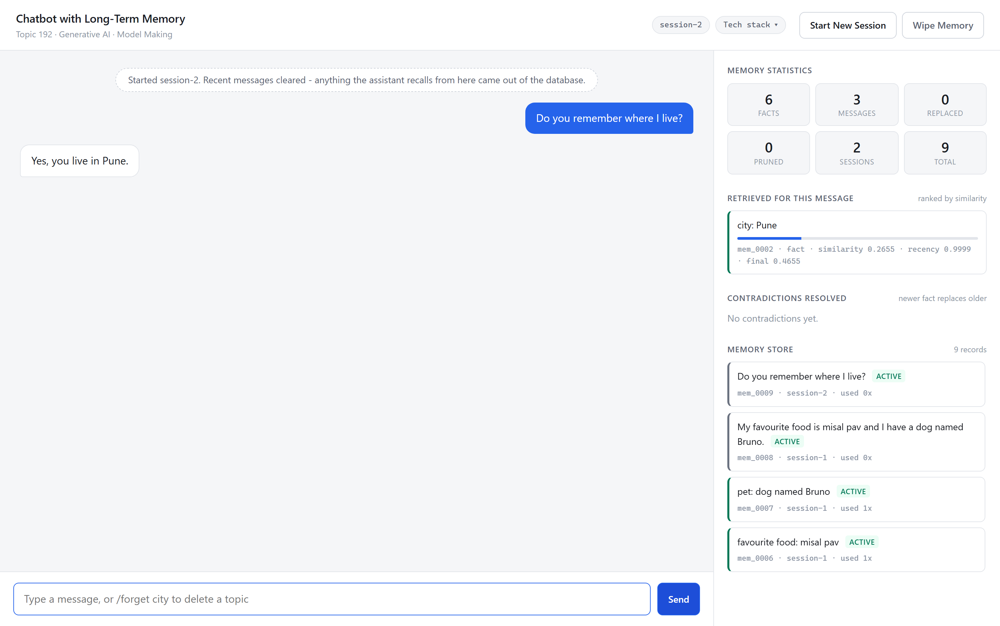 Chatbot with Long-Term Memory
Topic 192 · Generative AI · Model Making
session-2
Tech stack ▾
Start New Session
Wipe Memory
Started session-2. Recent messages cleared - anything the assistant recalls from here came out of the database.
Do you remember where I live?
Yes, you live in Pune.
Type a message, or /forget city to delete a topic
Send
MEMORY STATISTICS
6
FACTS
3
MESSAGES
0
REPLACED
0
PRUNED
2
SESSIONS
9
TOTAL
RETRIEVED FOR THIS MESSAGE
ranked by similarity
city: Pune
mem_0002 · fact · similarity 0.2655 · recency 0.9999
· final 0.4655
CONTRADICTIONS RESOLVED
newer fact replaces older
No contradictions yet.
MEMORY STORE
9 records
Do you remember where I live? ACTIVE
mem_0009 · session-2 · used 0x
My favourite food is misal pav and I have a dog named
Bruno. ACTIVE
mem_0008 · session-1 · used 0x
pet: dog named Bruno ACTIVE
mem_0007 · session-1 · used 1x
favourite food: misal pav ACTIVE
mem_0006 · session-1 · used 1x